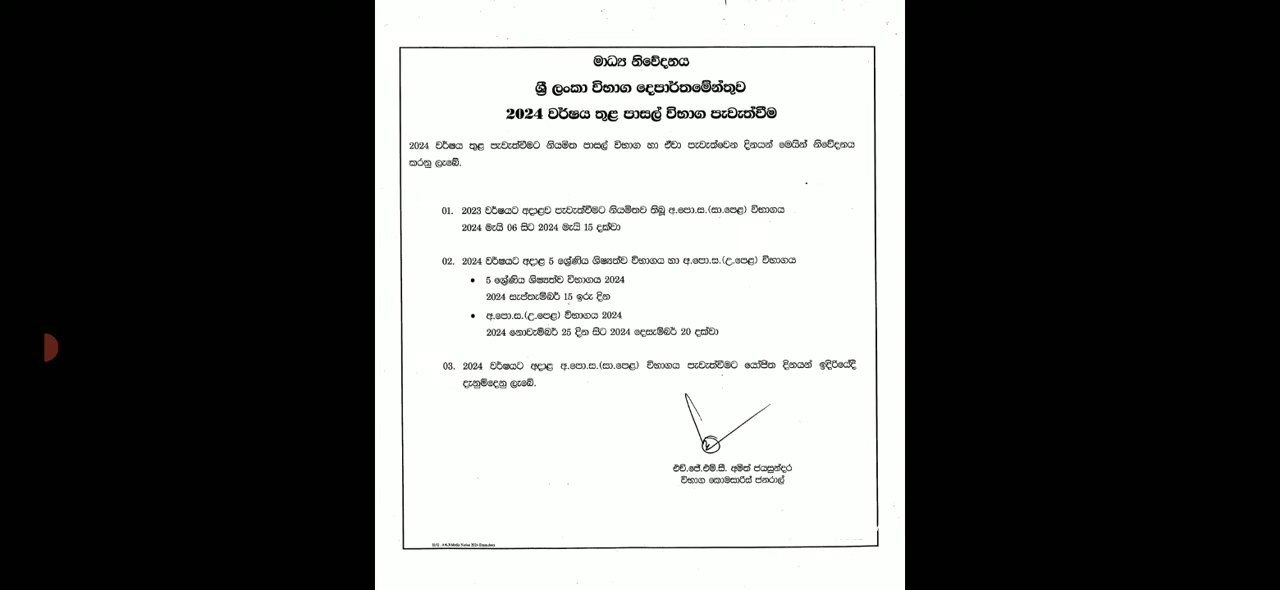 මාධ්‍ය නිවේදනය
ශ්‍රී ලංකා විභාග දෙපාර්තමේන්තුව
2024 වර්ෂය තුළ පාසල් විභාග පැවැත්වීම
2024 වර්ෂය තුළ පැවැත්වීමට නියමිත පාසල් විභාග හා ඒවා පැවැත්වෙන දිනයන් මෙයින් නිවේදනය
කරනු ලැබේ.
01. 2023 වර්ෂයට අදාළව පැවැත්වීමට නියමිතව තිබූ අ.පො.ස.(සා.පෙළ) විභාගය
2024 මැයි 06 සිට 2024 මැයි 15 දක්වා
02. 2024 වර්ෂයට අදාළ 5 ශ්‍රේණිය ශිෂ්‍යත්ව විභාගය හා අ.පො.ස.(උ.පෙළ) විභාගය
• 5 ශ්‍රේණිය ශිෂ්‍යත්ව විභාගය 2024
2024 සැප්තැම්බර් 15 ඉරු දින
• අ.පො.ස.(උ.පෙළ) විභාගය 2024
2024 නොවැම්බර් 25 දින සිට 2024 දෙසැම්බර් 20 දක්වා
03. 2024 වර්ෂයට අදාළ අ.පො.ස.(සා.පෙළ) විභාගය පැවැත්වීමට යෝජිත දිනයන් ඉදිරියේදී
දැනුම්දෙනු ලැබේ.
එච්.ජේ.එම්.සී. අමිත් ජයසුන්දර
විභාග කොමසාරිස් ජනරාල්